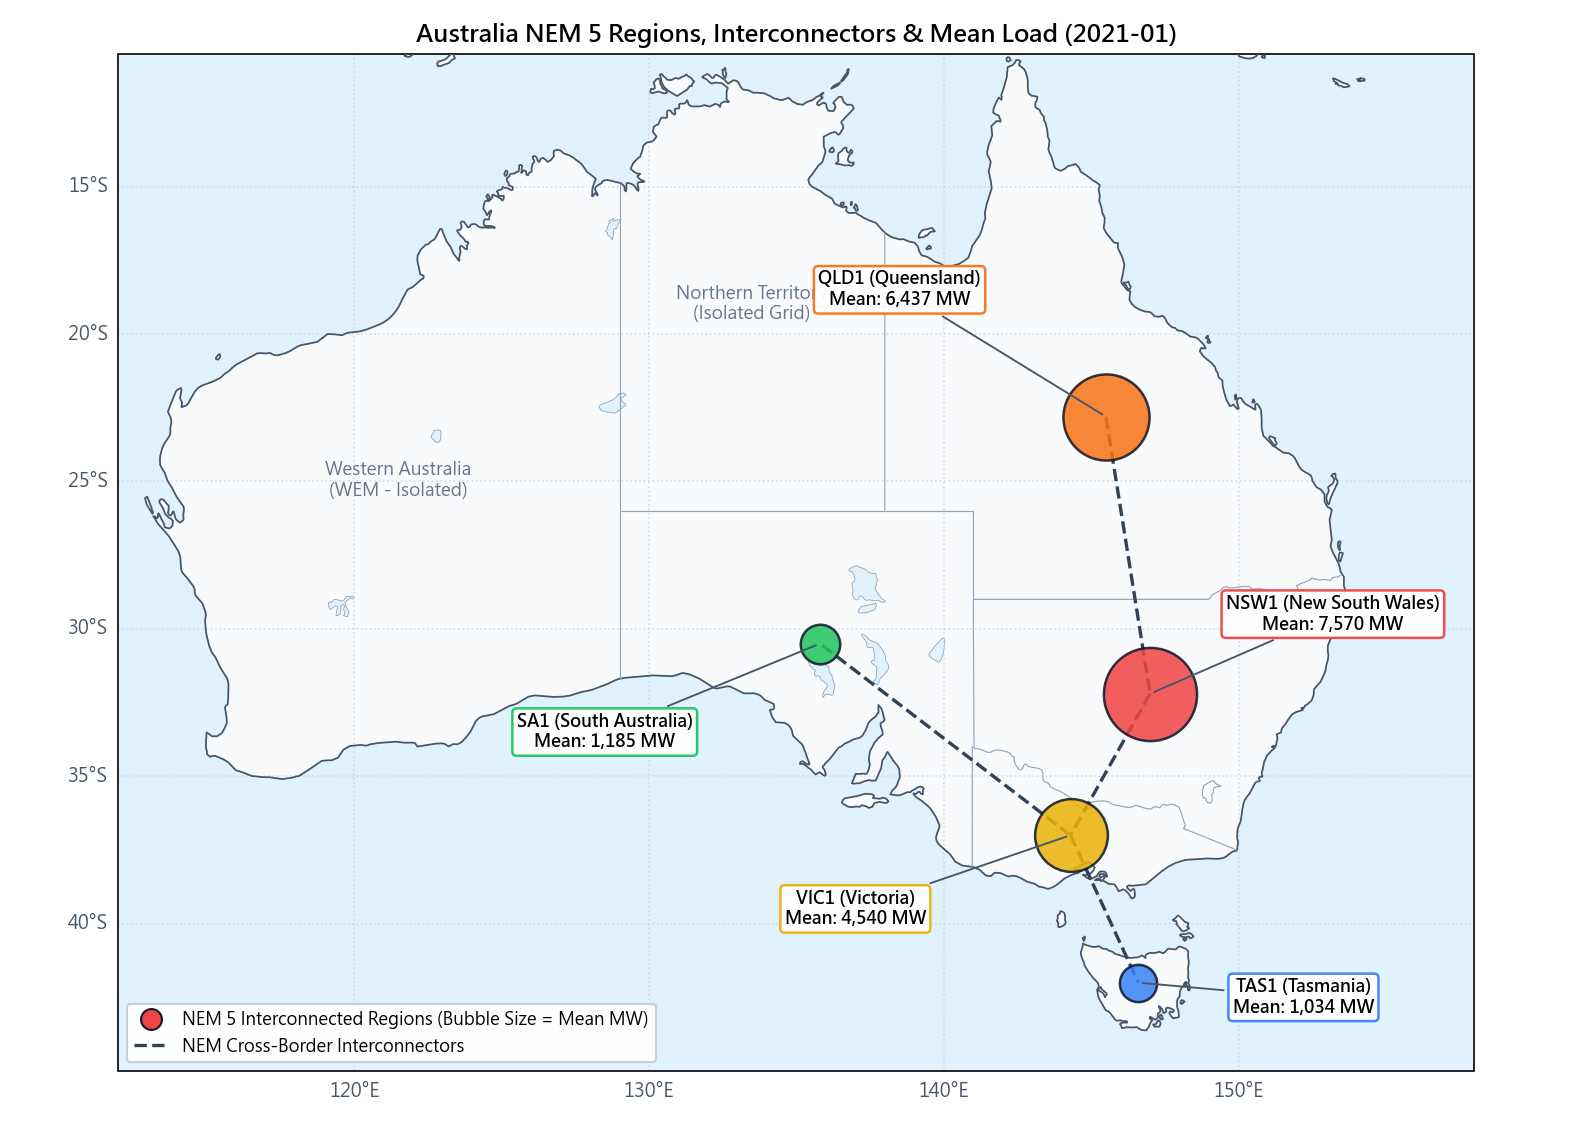 Australia NEM 5 Regions, Interconnectors & Mean Load (2021-01)
15°S
20°S
25°S
30°S
35°S
40°S
QLD1 (Queensland)
Mean: 6,437 MW
Northern Territo
(Isolated Grid)
Western Australia
(WEM - Isolated)
NSW1 (New South Wales)
Mean: 7,570 MW
SA1 (South Australia)
Mean: 1,185 MW
VIC1 (Victoria)
Mean: 4,540 MW
TAS1 (Tasmania)
Mean: 1,034 MW
NEM 5 Interconnected Regions (Bubble Size = Mean MW)
NEM Cross-Border Interconnectors
120°E
130°E
140°E
150°E